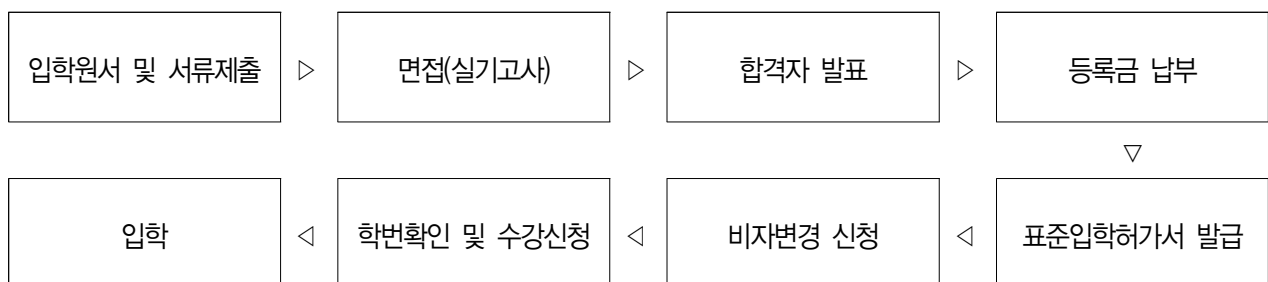 입학원서 및 서류제출 ▷ 면접(실기고사) ▷ 합격자 발표 ▷ 등록금 납부
▽
입학 ◁ 학번확인 및 수강신청 ◁ 비자변경 신청 ◁ 표준입학허가서 발급